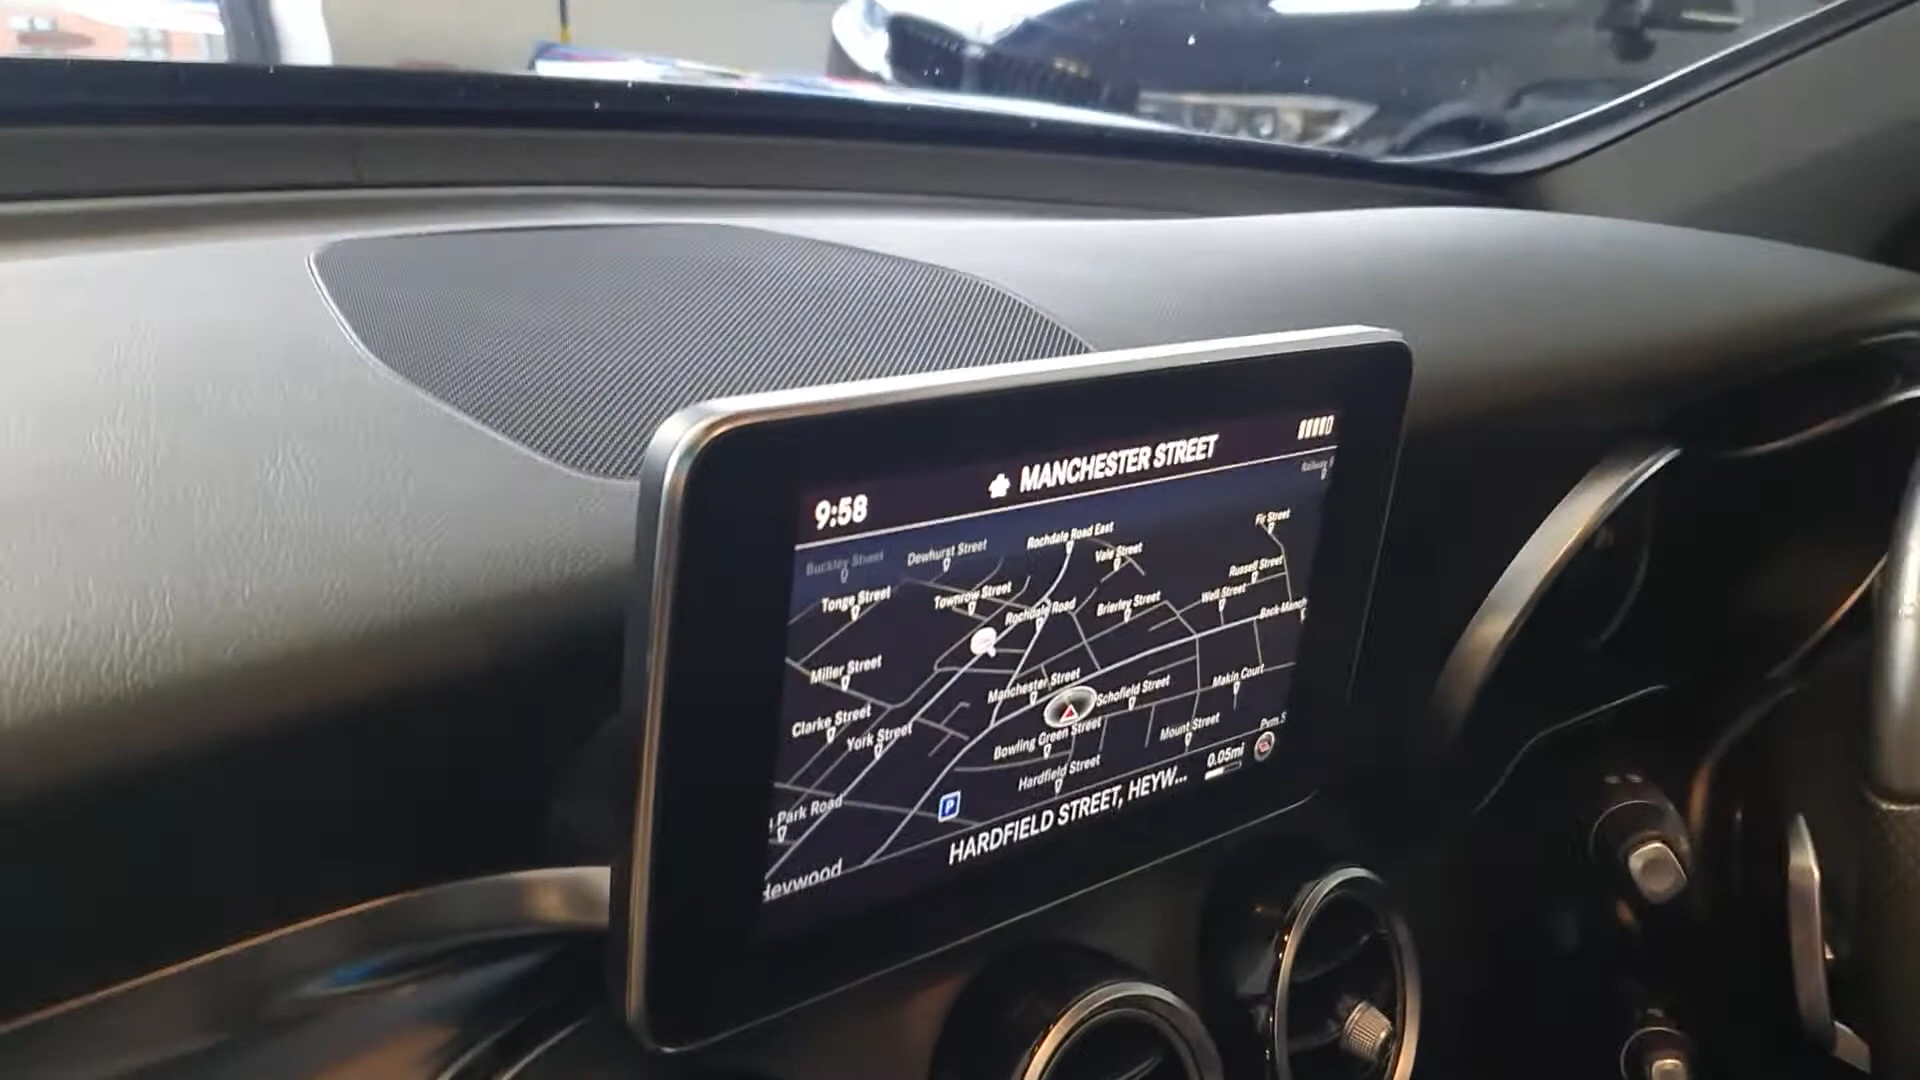 MANCHESTER STREET
9:58
Railway S
Fir Street
Rochdale Road East
Dewhurst Street
Buckley Street
Vale Street
Russell Street
Tonge Street
Townrow Street
Rochdale Road
Brierley Street
Well Street
Back Manch
Miller Street
Manchester Street
Schofield Street
Makin Court
Clarke Street
York Street
Bowling Green Street
Mount Street
Pym S
Hardfield Street
0.05mi
Park Road
P
HARDFIELD STREET, HEYW...
Heywood